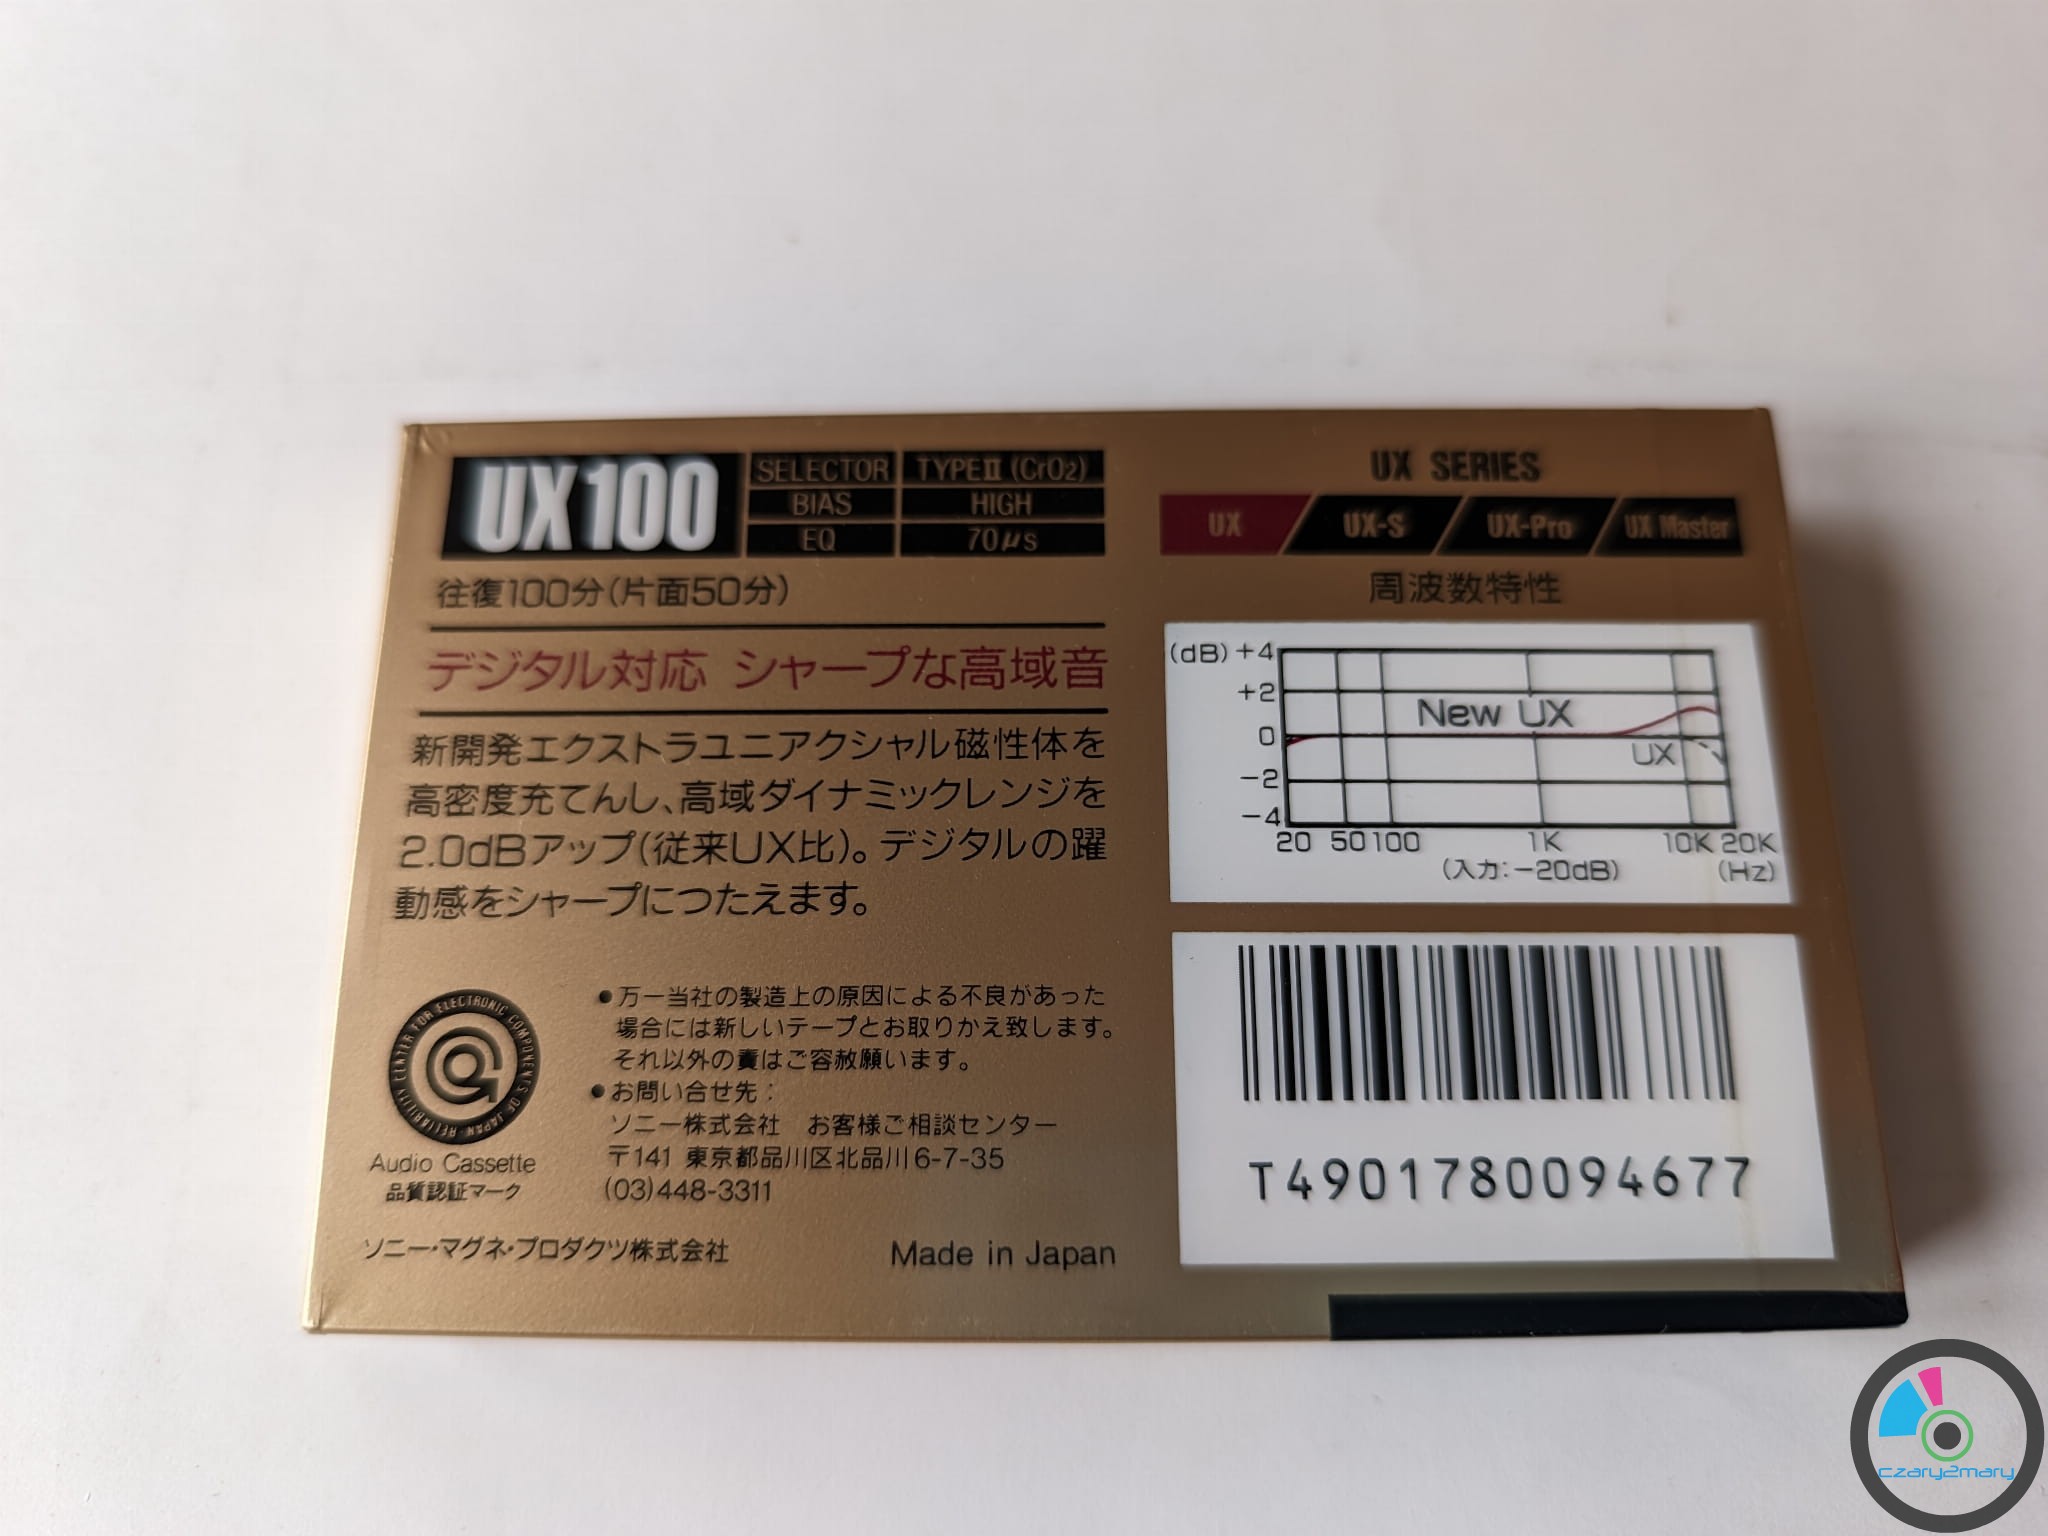 UX100
SELECTOR TYPEⅡ (CrO2)
BIAS HIGH
EQ 70μs
往復100分(片面50分)
デジタル対応 シャープな高域音
新開発エクストラユニアクシャル磁性体を
高密度充てんし、高域ダイナミックレンジを
2.0dBアップ(従来UX比)。デジタルの躍
動感をシャープにつたえます。
RELIABILITY CENTER FOR ELECTRONIC COMPONENTS OF JAPAN
Audio Cassette
品質認証マーク
●万一当社の製造上の原因による不良があった
場合には新しいテープとお取りかえ致します。
それ以外の責はご容赦願います。
●お問い合せ先:
ソニー株式会社 お客様ご相談センター
〒141 東京都品川区北品川6-7-35
(03)448-3311
ソニー・マグネ・プロダクツ株式会社
Made in Japan
UX SERIES
UX UX-S UX-Pro UX Master
周波数特性
(dB) +4
+2
New UX
0
UX
-2
-4
20 50 100 1K 10K 20K
(入力:-20dB) (Hz)
T4901780094677
czary2mary